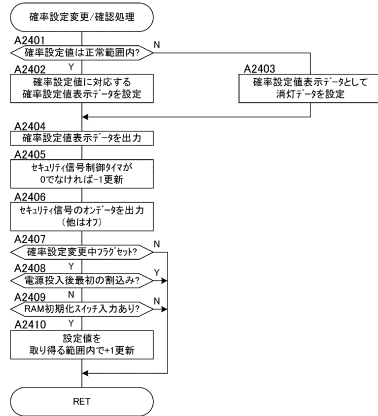 確率設定変更/確認処理
A2401
確率設定値は正常範囲内?
N
Y
A2402
確率設定値に対応する
確率設定値表示データを設定
A2403
確率設定値表示データとして
消灯データを設定
A2404
確率設定値表示データを出力
A2405
セキュリティ信号制御タイマが
0でなければ-1更新
A2406
セキュリティ信号のオンデータを出力
(他はオフ)
A2407
確率設定変更中フラグセット?
N
Y
A2408
電源投入後最初の割込み?
Y
N
A2409
RAM初期化スイッチ入力あり?
N
Y
A2410
設定値を
取り得る範囲内で+1更新
RET